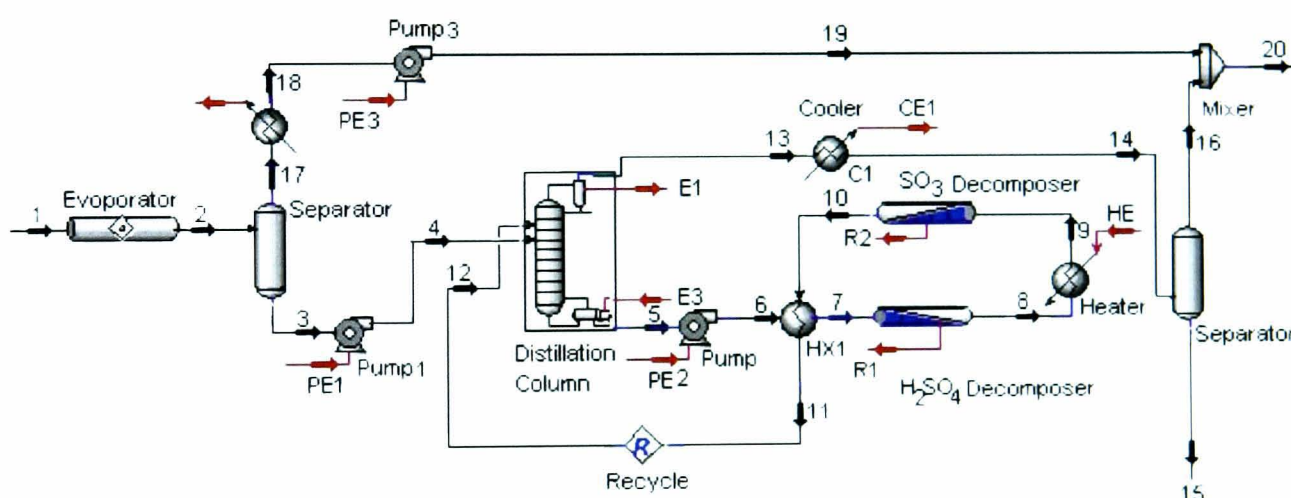 Pump3
19
20
18
PE3
Mixer
Cooler
CE1
13
14
16
17
C1
SO3 Decomposer
E1
Evoporator
Separator
10
1
2
4
R2
9
HE
12
E3
3
5
6
7
8
Heater
Separator
PE1
Pump1
Distillation
Column
PE2
Pump
HX1
R1
H2SO4 Decomposer
11
R
Recycle
15